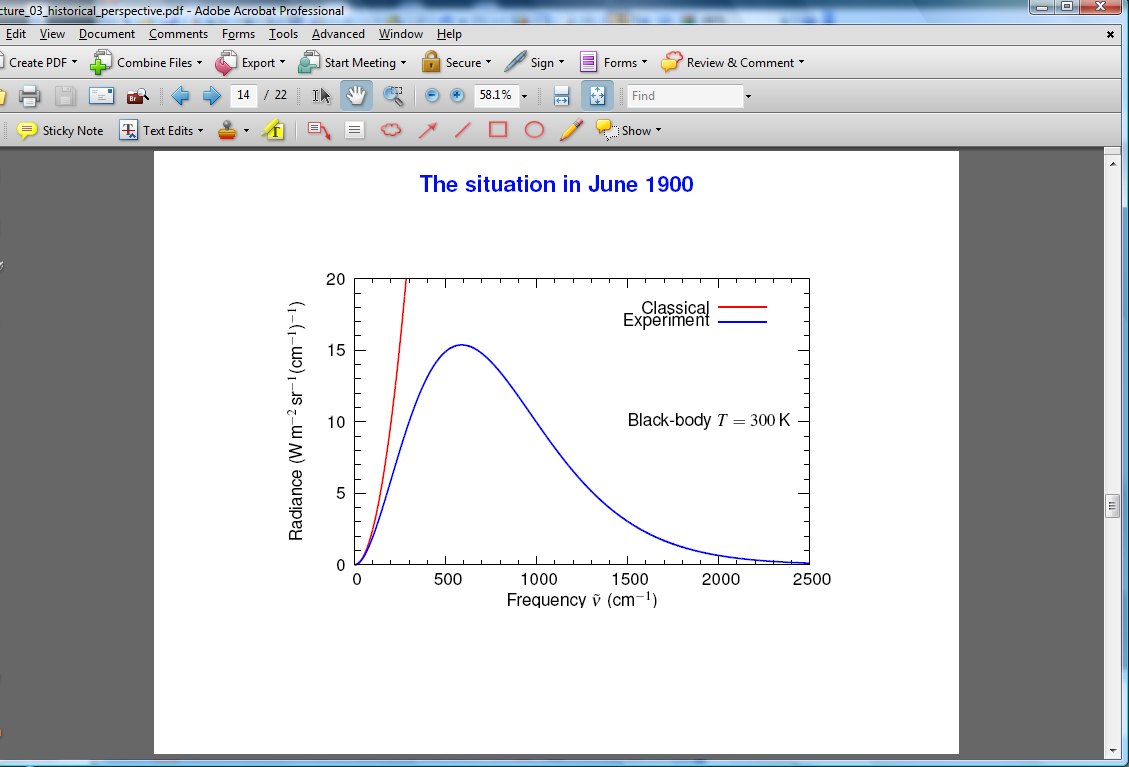 cture_03_historical_perspective.pdf - Adobe Acrobat Professional
Edit View Document Comments Forms Tools Advanced Window Help
Create PDF Combine Files Export Start Meeting Secure Sign Forms Review & Comment
14 / 22 58.1% Find
Sticky Note Text Edits Show
The situation in June 1900
20
15
10
5
0
Radiance (W m⁻² sr⁻¹(cm⁻¹)⁻¹)
Classical
Experiment
Black-body T = 300 K
0 500 1000 1500 2000 2500
Frequency ṽ (cm⁻¹)